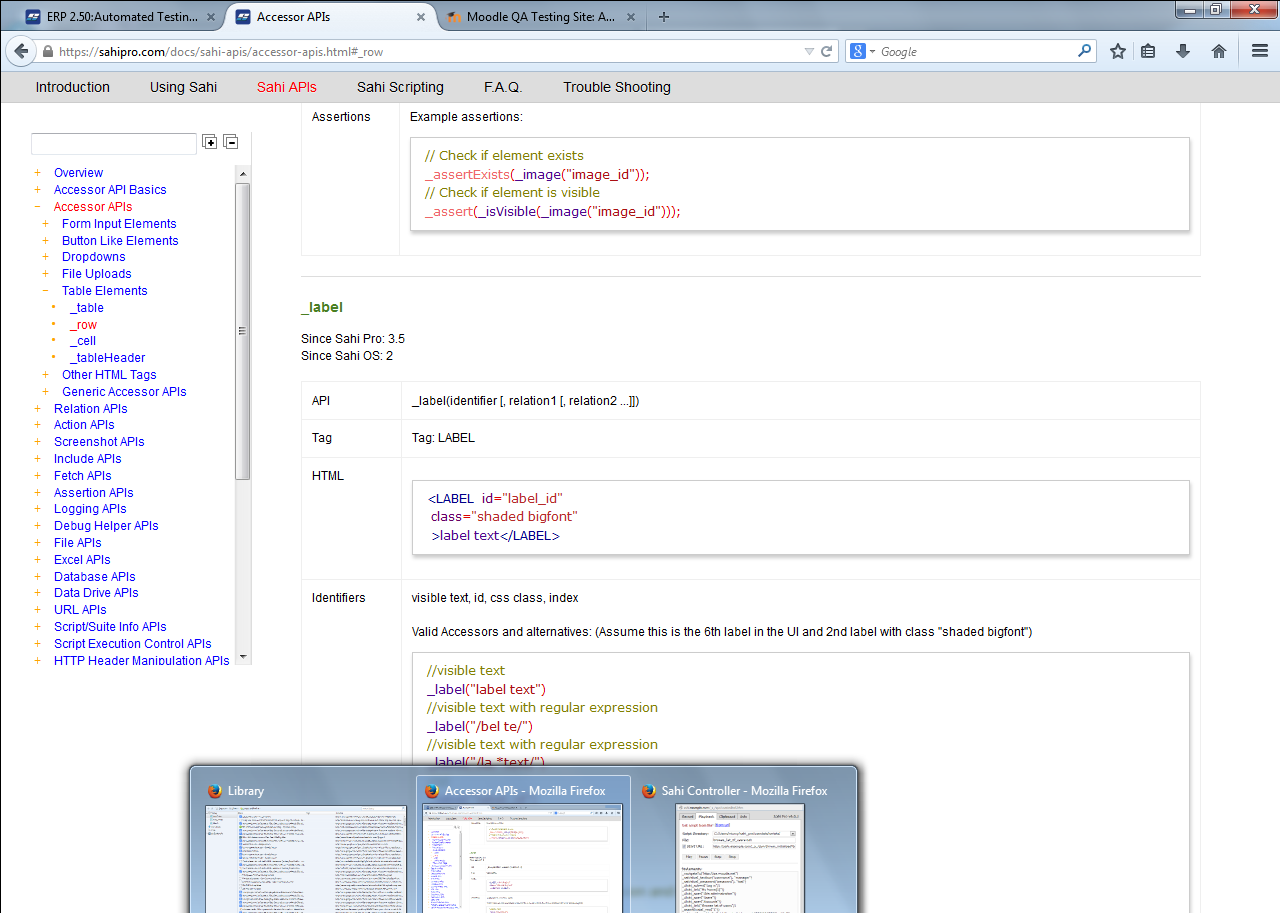 ERP 2.50:Automated Testin...
Accessor APIs
Moodle QA Testing Site: A...
https://sahipro.com/docs/sahi-apis/accessor-apis.html#_row
Google
Introduction
Using Sahi
Sahi APIs
Sahi Scripting
F.A.Q.
Trouble Shooting
Overview
Accessor API Basics
Accessor APIs
Form Input Elements
Button Like Elements
Dropdowns
File Uploads
Table Elements
_table
_row
_cell
_tableHeader
Other HTML Tags
Generic Accessor APIs
Relation APIs
Action APIs
Screenshot APIs
Include APIs
Fetch APIs
Assertion APIs
Logging APIs
Debug Helper APIs
File APIs
Excel APIs
Database APIs
Data Drive APIs
URL APIs
Script/Suite Info APIs
Script Execution Control APIs
HTTP Header Manipulation APIs
Assertions
Example assertions:
// Check if element exists
_assertExists(_image("image_id"));
// Check if element is visible
_assert(_isVisible(_image("image_id")));
_label
Since Sahi Pro: 3.5
Since Sahi OS: 2
API
_label(identifier [, relation1 [, relation2 ...]])
Tag
Tag: LABEL
HTML
<LABEL id="label_id"
class="shaded bigfont"
>label text</LABEL>
Identifiers
visible text, id, css class, index
Valid Accessors and alternatives: (Assume this is the 6th label in the UI and 2nd label with class "shaded bigfont")
//visible text
_label("label text")
//visible text with regular expression
_label("/bel te/")
//visible text with regular expression
_label("/la.*text/")
Library
Accessor APIs - Mozilla Firefox
Sahi Controller - Mozilla Firefox